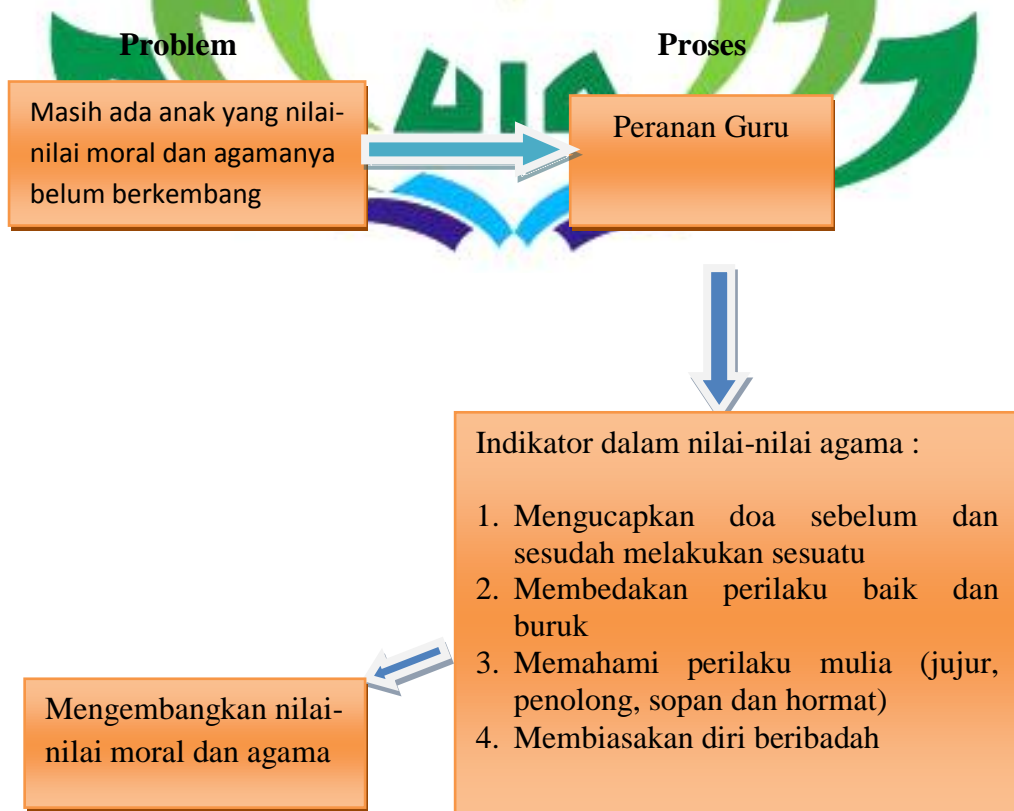 Problem
Proses
Masih ada anak yang nilai-
nilai moral dan agamanya
belum berkembang
Peranan Guru
Indikator dalam nilai-nilai agama :
1. Mengucapkan doa sebelum dan
sesudah melakukan sesuatu
2. Membedakan perilaku baik dan
buruk
3. Memahami perilaku mulia (jujur,
penolong, sopan dan hormat)
4. Membiasakan diri beribadah
Mengembangkan nilai-
nilai moral dan agama